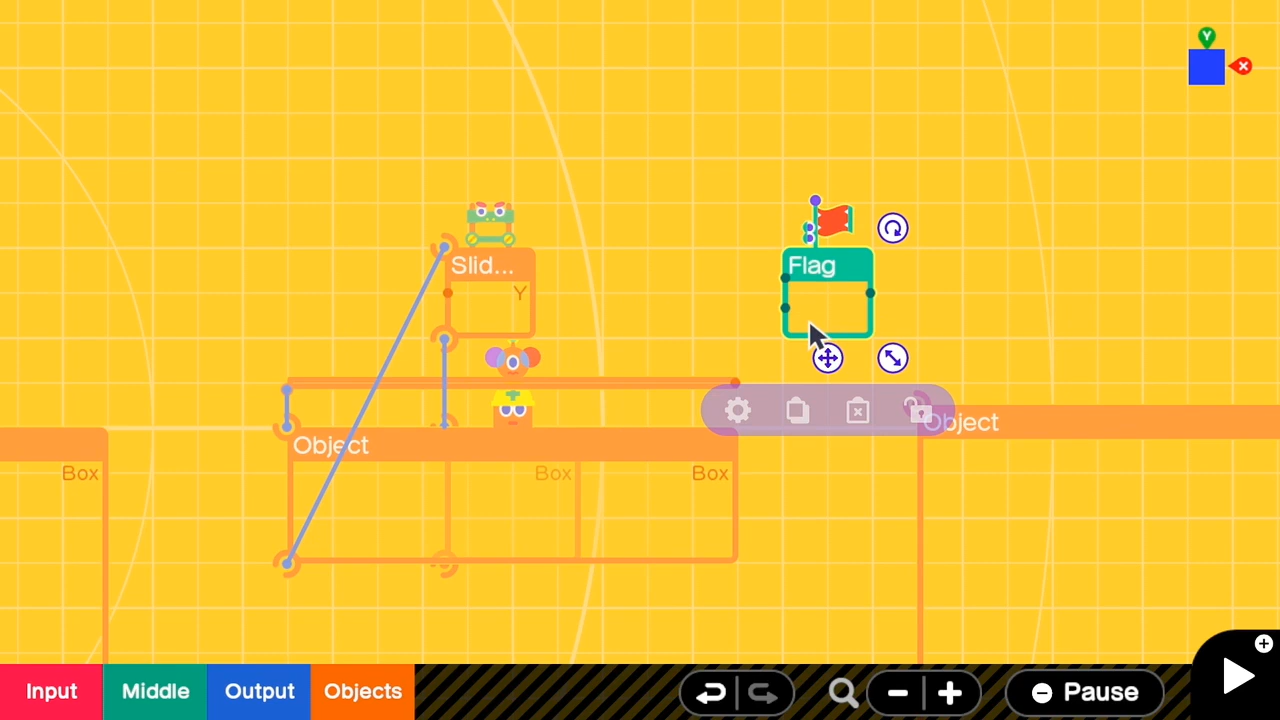 Y
X
Slid...
Y
Flag
Object
Object
Box
Box
Box
Input
Middle
Output
Objects
Pause